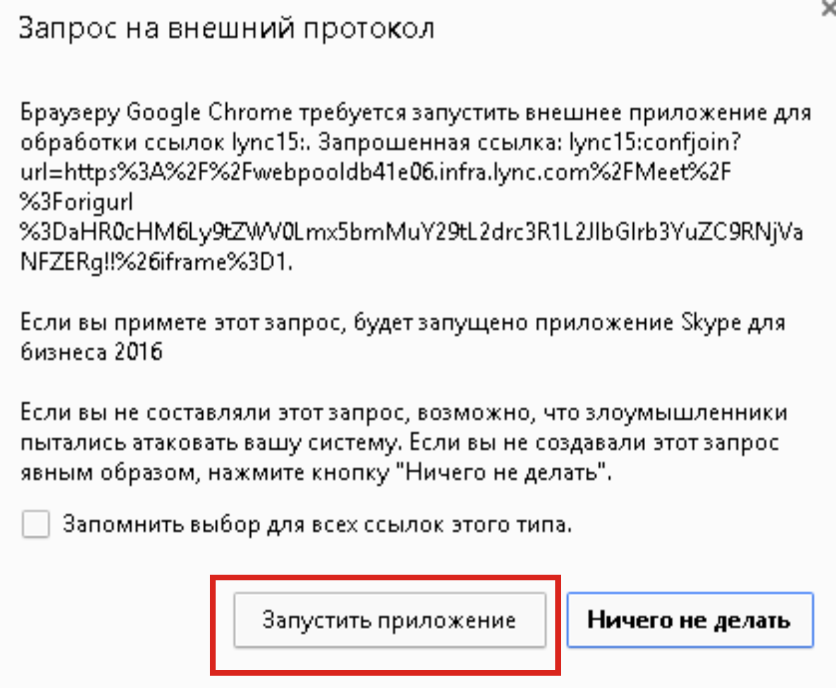 Запрос на внешний протокол
Браузеру Google Chrome требуется запустить внешнее приложение для
обработки ссылок lync15:. Запрошенная ссылка: lync15:confjoin?
url=https%3A%2F%2Fwebpooldb41e06.infra.lync.com%2FMeet%2F
%3Forigurl
%3DaHR0cHM6Ly9tZWV0Lmx5bmMuY29tL2drc3R1L2JlbGlrb3YuZC9RNjVa
NFZERg!!%26iframe%3D1.
Если вы примете этот запрос, будет запущено приложение Skype для
бизнеса 2016
Если вы не составляли этот запрос, возможно, что злоумышленники
пытались атаковать вашу систему. Если вы не создавали этот запрос
явным образом, нажмите кнопку "Ничего не делать".
Запомнить выбор для всех ссылок этого типа.
Запустить приложение
Ничего не делать